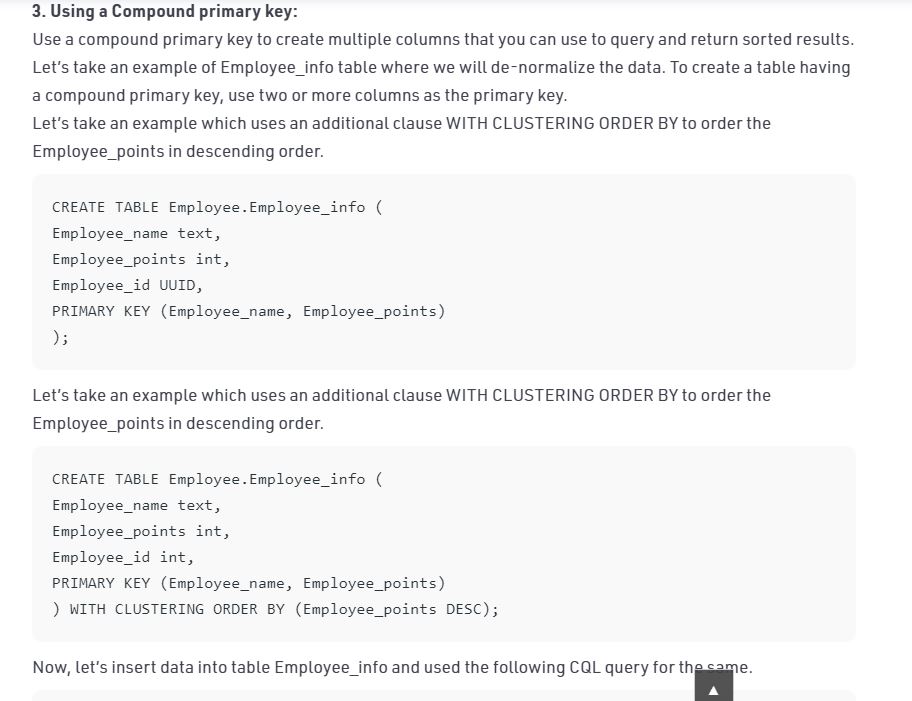 3. Using a Compound primary key:
Use a compound primary key to create multiple columns that you can use to query and return sorted results.
Let's take an example of Employee_info table where we will de-normalize the data. To create a table having
a compound primary key, use two or more columns as the primary key.
Let's take an example which uses an additional clause WITH CLUSTERING ORDER BY to order the
Employee_points in descending order.
CREATE TABLE Employee.Employee_info (
Employee_name text,
Employee_points int,
Employee_id UUID,
PRIMARY KEY (Employee_name, Employee_points)
);
Let's take an example which uses an additional clause WITH CLUSTERING ORDER BY to order the
Employee_points in descending order.
CREATE TABLE Employee.Employee_info (
Employee_name text,
Employee_points int,
Employee_id int,
PRIMARY KEY (Employee_name, Employee_points)
) WITH CLUSTERING ORDER BY (Employee_points DESC);
Now, let's insert data into table Employee_info and used the following CQL query for the same.